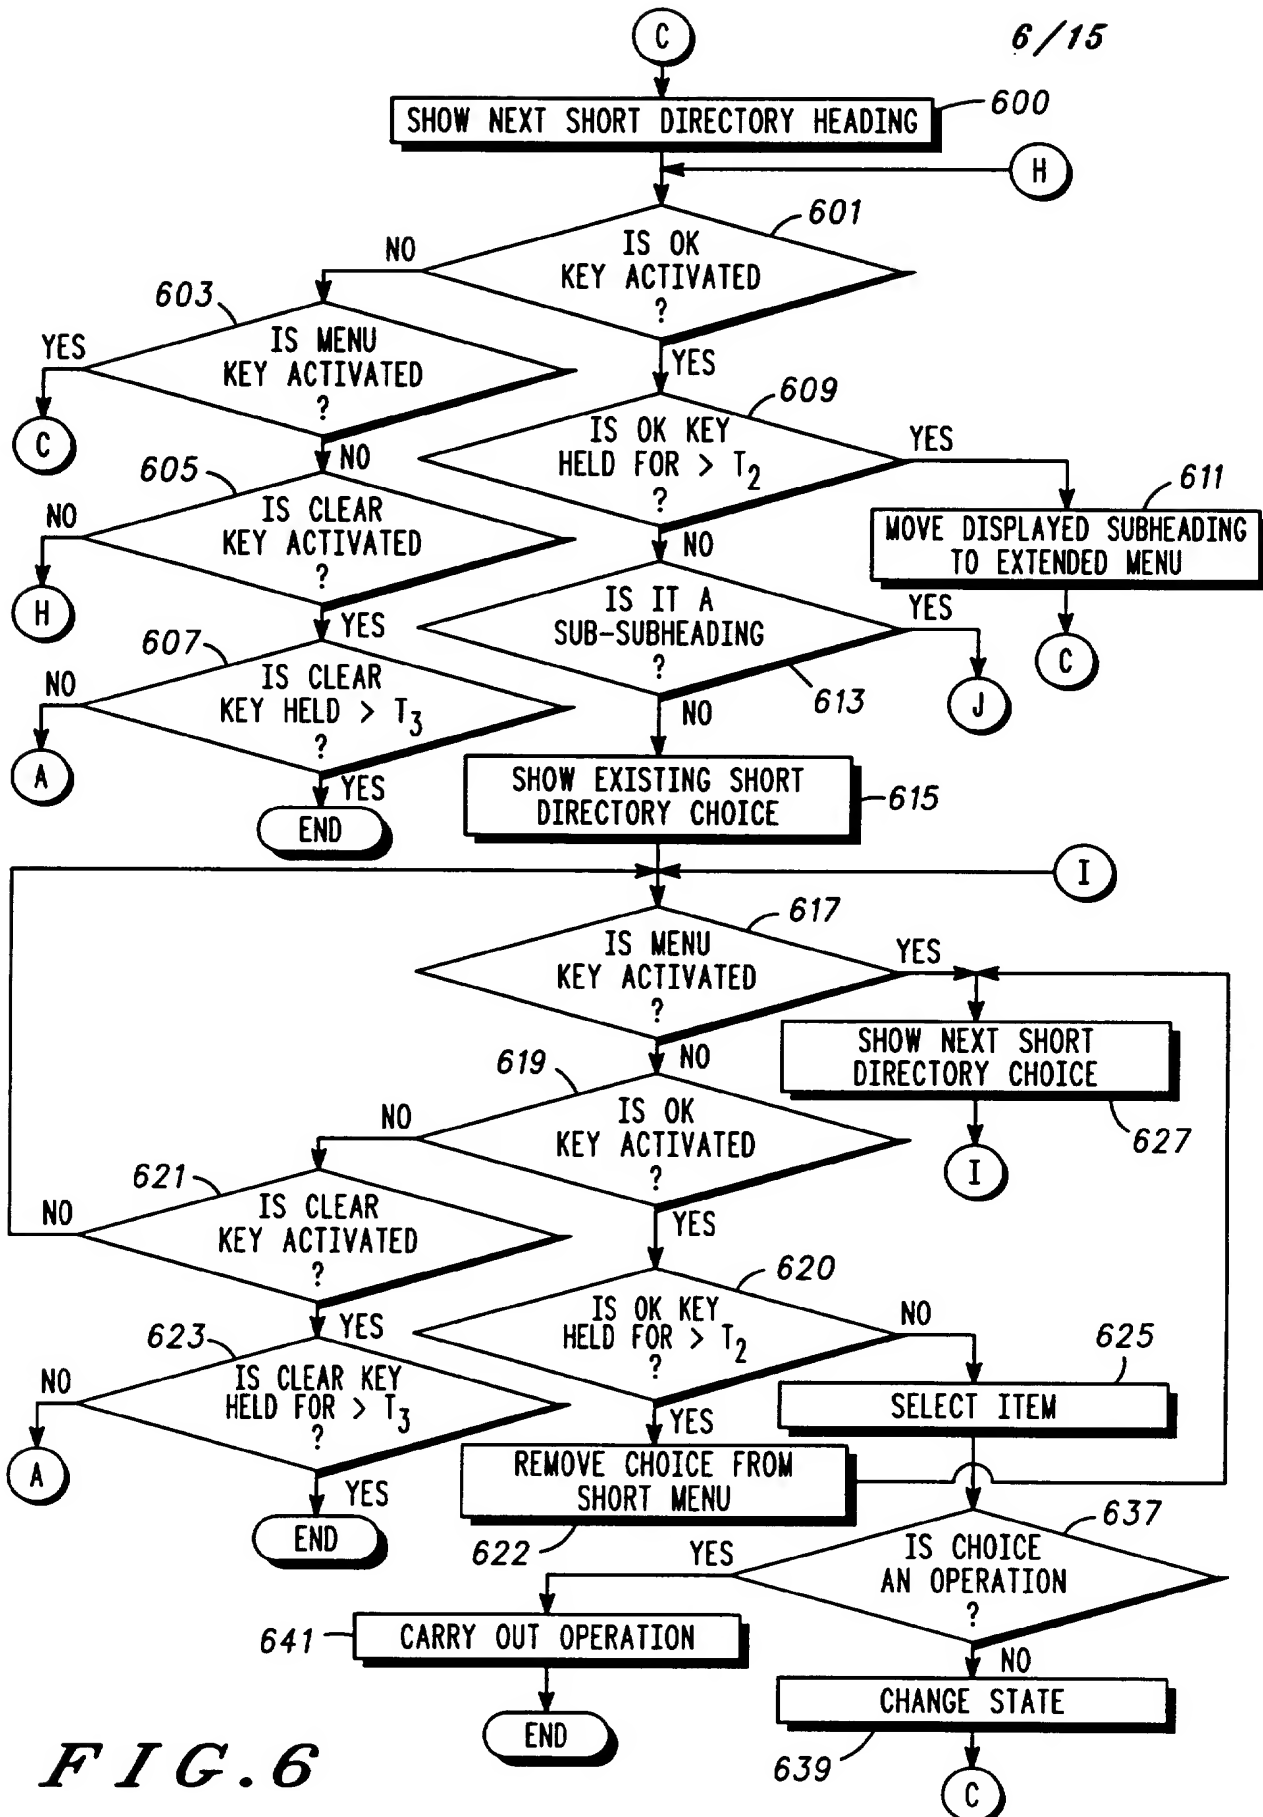 C
6/15
SHOW NEXT SHORT DIRECTORY HEADING
600
H
601
IS OK
KEY ACTIVATED
?
NO
YES
603
IS MENU
KEY ACTIVATED
?
YES
C
NO
609
IS OK KEY
HELD FOR > T2
?
YES
NO
611
MOVE DISPLAYED SUBHEADING
TO EXTENDED MENU
C
605
IS CLEAR
KEY ACTIVATED
?
NO
H
YES
IS IT A
SUB-SUBHEADING
?
YES
613
J
NO
607
IS CLEAR
KEY HELD > T3
?
NO
A
YES
END
SHOW EXISTING SHORT
DIRECTORY CHOICE
615
I
617
IS MENU
KEY ACTIVATED
?
YES
NO
SHOW NEXT SHORT
DIRECTORY CHOICE
627
I
619
IS OK
KEY ACTIVATED
?
NO
YES
621
IS CLEAR
KEY ACTIVATED
?
NO
YES
620
IS OK KEY
HELD FOR > T2
?
NO
YES
625
SELECT ITEM
623
IS CLEAR KEY
HELD FOR > T3
?
NO
A
YES
END
REMOVE CHOICE FROM
SHORT MENU
622
637
IS CHOICE
AN OPERATION
?
YES
NO
641
CARRY OUT OPERATION
END
CHANGE STATE
639
C
FIG.6